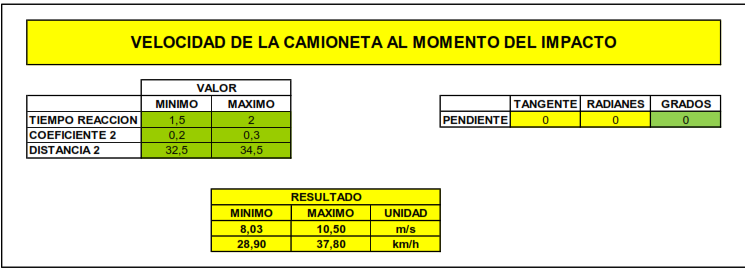 VELOCIDAD DE LA CAMIONETA AL MOMENTO DEL IMPACTO
VALOR
MINIMO MAXIMO
TIEMPO REACCION 1,5 2
COEFICIENTE 2 0,2 0,3
DISTANCIA 2 32,5 34,5
TANGENTE RADIANES GRADOS
PENDIENTE 0 0 0
RESULTADO
MINIMO MAXIMO UNIDAD
8,03 10,50 m/s
28,90 37,80 km/h